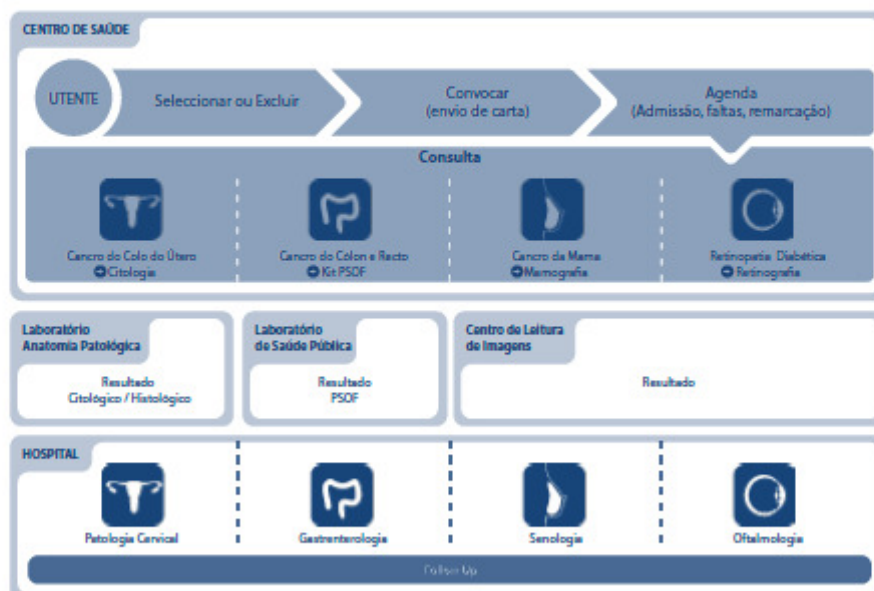 CENTRO DE SAÚDE
UTENTE
Seleccionar ou Excluir
Convocar
(envio de carta)
Agenda
(Admissão, faltas, remarcação)
Consulta
Cancro do Colo do Útero
Citologia
Cancro do Cólon e Recto
Kit PSOF
Cancro da Mama
Mamografia
Retinopatia Diabética
Retinografia
Laboratório
Anatomia Patológica
Resultado
Citológico / Histológico
Laboratório
de Saúde Pública
Resultado
PSOF
Centro de Leitura
de Imagens
Resultado
HOSPITAL
Patologia Cervical
Gastrenterologia
Senologia
Oftalmologia
Follow Up